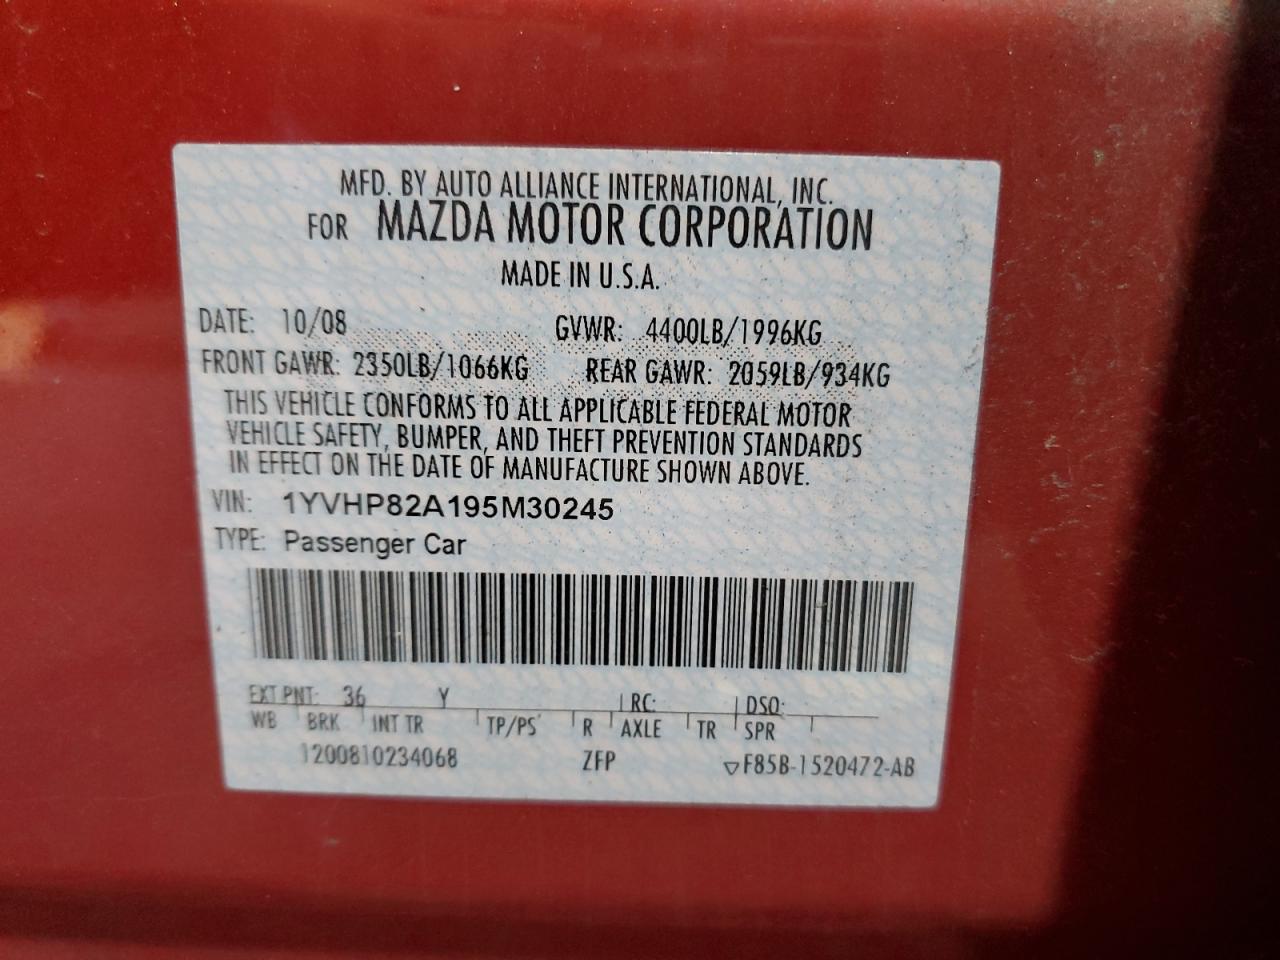 MFD. BY AUTO ALLIANCE INTERNATIONAL, INC.
FOR MAZDA MOTOR CORPORATION
MADE IN U.S.A.
DATE: 10/08 GVWR: 4400LB/1996KG
FRONT GAWR: 2350LB/1066KG REAR GAWR: 2059LB/934KG
THIS VEHICLE CONFORMS TO ALL APPLICABLE FEDERAL MOTOR
VEHICLE SAFETY, BUMPER, AND THEFT PREVENTION STANDARDS
IN EFFECT ON THE DATE OF MANUFACTURE SHOWN ABOVE.
VIN: 1YVHP82A195M30245
TYPE: Passenger Car
EXT PNT: 36 Y RC: DSO:
WB BRK INT TR TP/PS R AXLE TR SPR
1200810234068 ZFP ▽F85B-1520472-AB